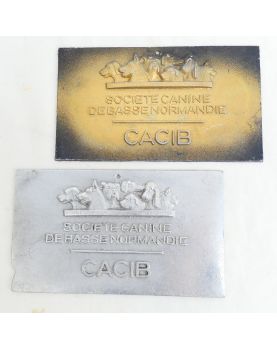 SOCIETE CANINE
DE BASSE NORMANDIE
CACIB
SOCIETE CANINE
DE BASSE NORMANDIE
CACIB